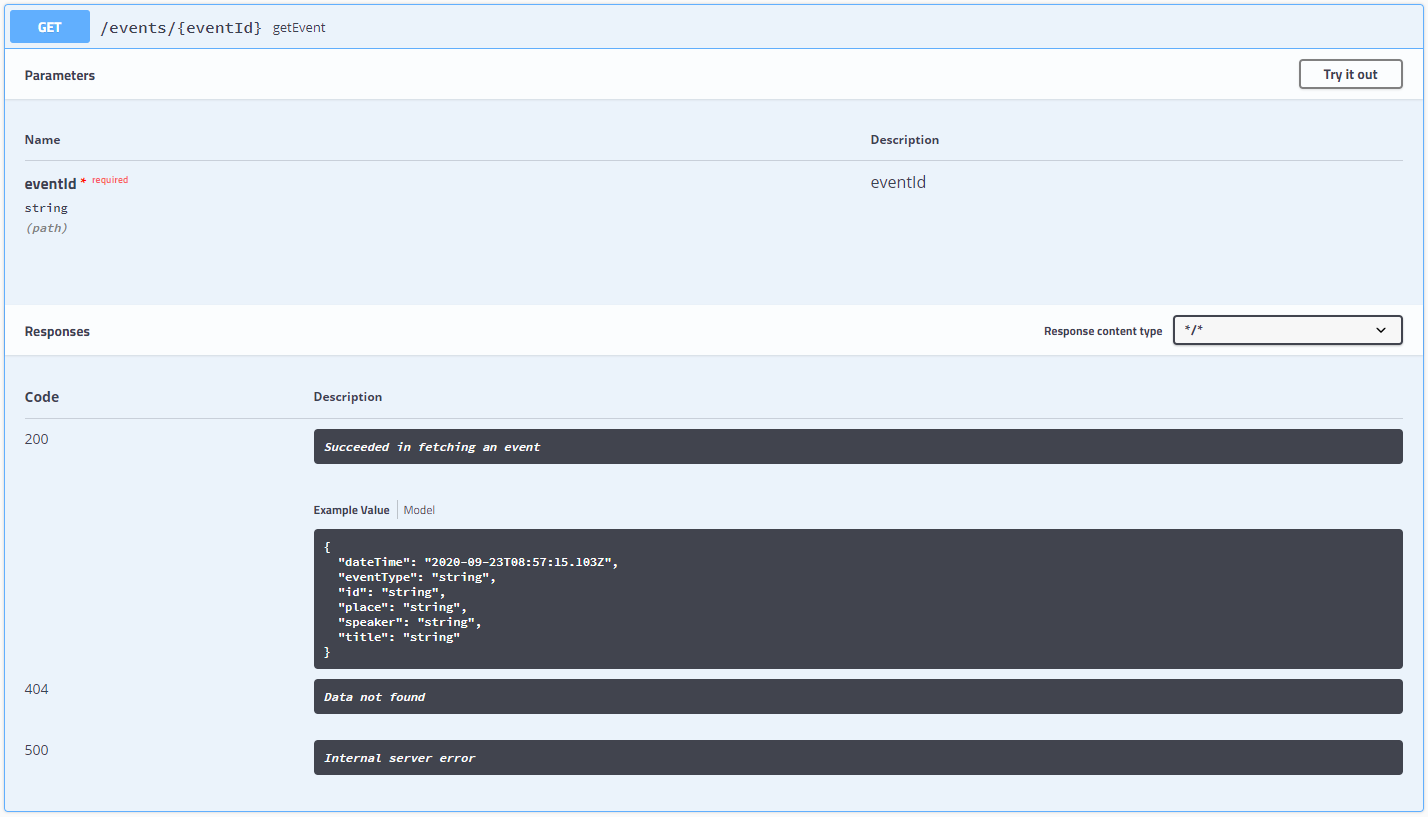 GET /events/{eventId} getEvent
Parameters Try it out
Name Description
eventId * required eventId
string
(path)
Responses Response content type */*
Code Description
200 Succeeded in fetching an event
Example Value Model
{
"dateTime": "2020-09-23T08:57:15.103Z",
"eventType": "string",
"id": "string",
"place": "string",
"speaker": "string",
"title": "string"
}
404 Data not found
500 Internal server error